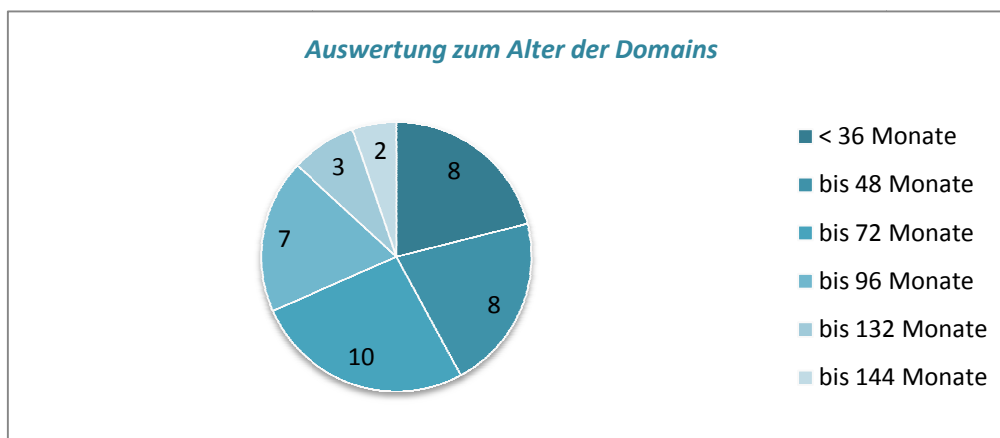 Auswertung zum Alter der Domains
8
8
10
7
3
2
< 36 Monate
bis 48 Monate
bis 72 Monate
bis 96 Monate
bis 132 Monate
bis 144 Monate